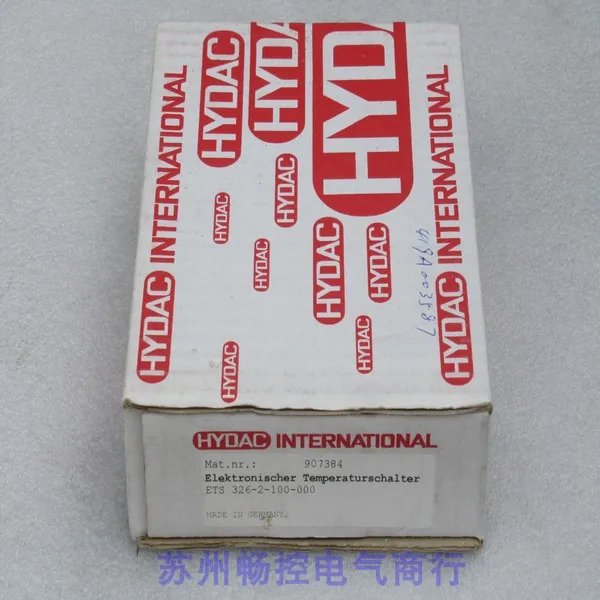 HYDAC INTERNATIONAL
HYDAC
HYDAC
HYD
HYDAC
HYDAC
HYDAC
HYDAC
HYDAC
HYDAC
HYDAC
HYDAC INTERNATIONAL
HYDAC INTERNATIONAL
Mat.nr.: 907384
Elektronischer Temperaturschalter
ETS 326-2-100-000
MADE IN GERMANY.
苏州畅控电气商行